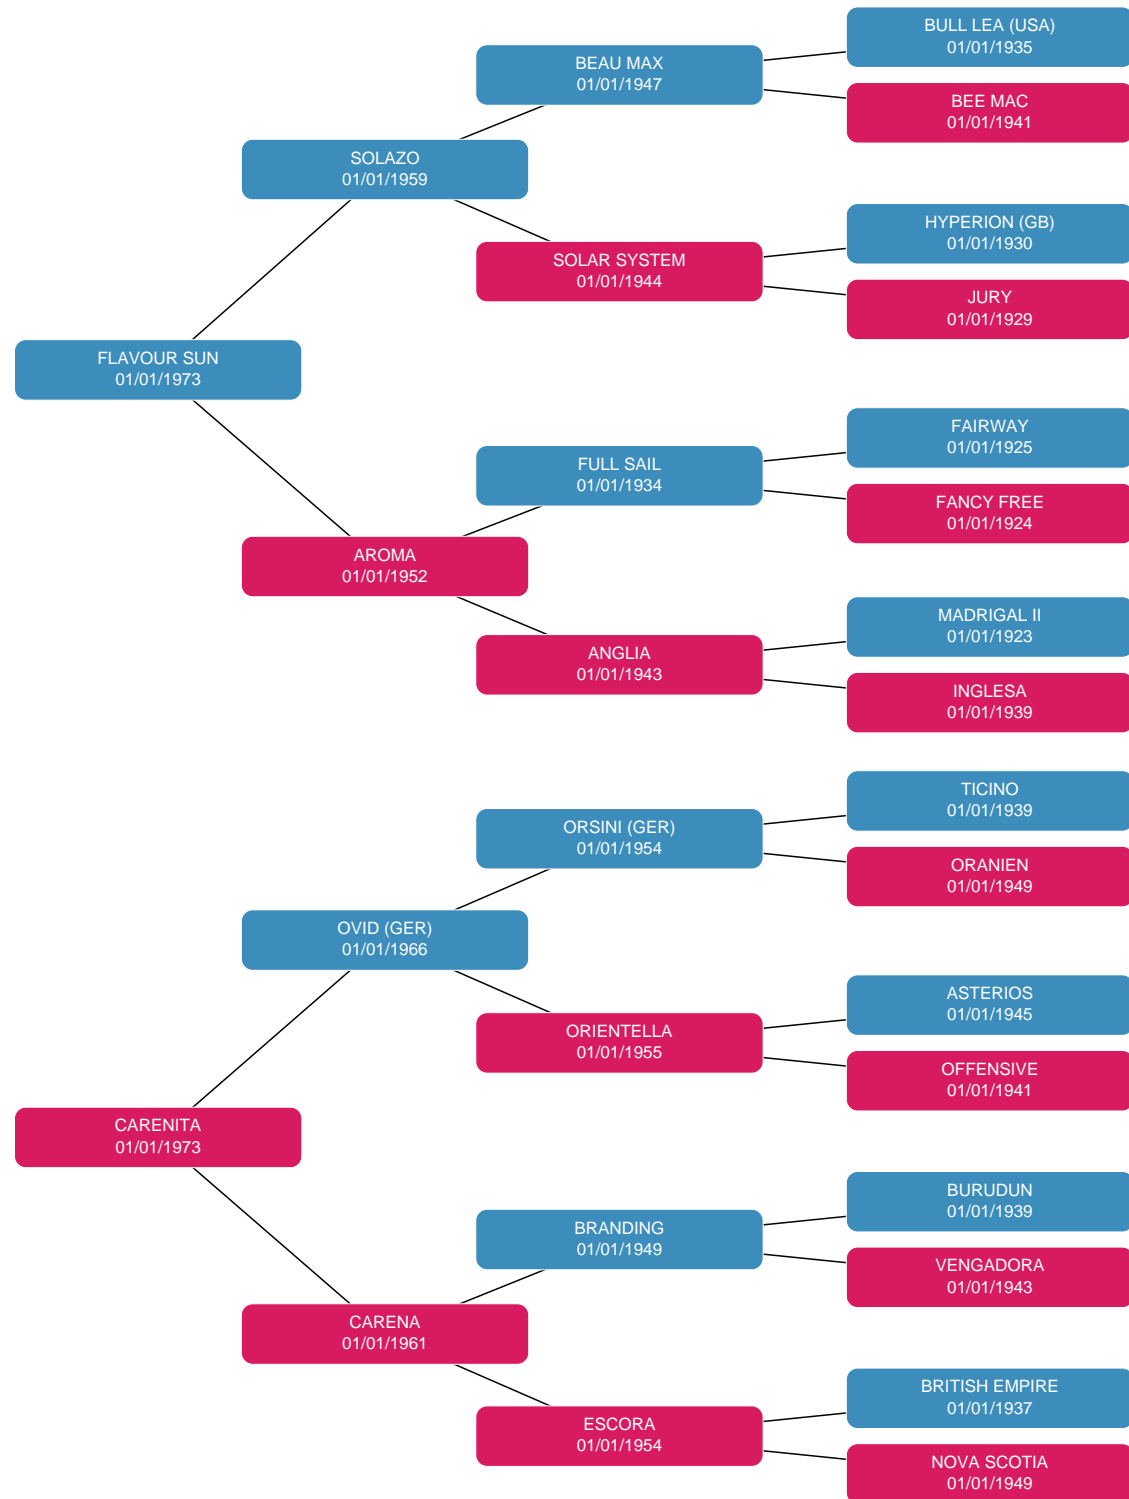 BULL LEA (USA)
01/01/1935
BEAU MAX
01/01/1947
BEE MAC
01/01/1941
SOLAZO
01/01/1959
HYPERION (GB)
01/01/1930
SOLAR SYSTEM
01/01/1944
JURY
01/01/1929
FLAVOUR SUN
01/01/1973
FAIRWAY
01/01/1925
FULL SAIL
01/01/1934
FANCY FREE
01/01/1924
AROMA
01/01/1952
MADRIGAL II
01/01/1923
ANGLIA
01/01/1943
INGLESA
01/01/1939
TICINO
01/01/1939
ORSINI (GER)
01/01/1954
ORANIEN
01/01/1949
OVID (GER)
01/01/1966
ASTERIOS
01/01/1945
ORIENTELLA
01/01/1955
OFFENSIVE
01/01/1941
CARENITA
01/01/1973
BURUDUN
01/01/1939
BRANDING
01/01/1949
VENGADORA
01/01/1943
CARENA
01/01/1961
BRITISH EMPIRE
01/01/1937
ESCORA
01/01/1954
NOVA SCOTIA
01/01/1949